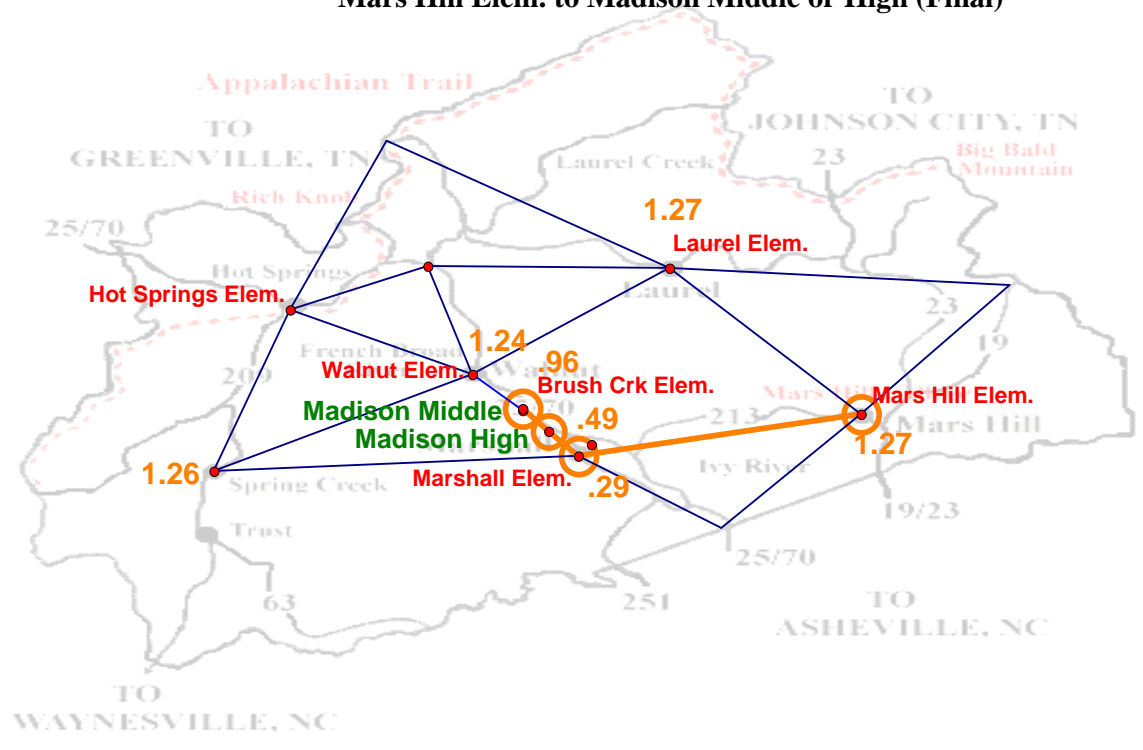 Mars Hill Elem. to Madison Middle or High (Final)
Appalachian Trail
TO
JOHNSON CITY, TN
TO
GREENVILLE, TN
Laurel Creek
23
Big Bald
Mountain
Rich Knob
1.27
25/70
Laurel Elem.
Hot Springs
Hot Springs Elem.
Laurel
23
1.24
19
French Broad
.96
Walnut Elem.
Walnut
209
Brush Crk Elem.
Mars Hill Elem.
Madison Middle
.49
213
Madison High
Mars Hill
1.27
Ivy River
1.26
Marshall Elem.
.29
Spring Creek
19/23
Trust
25/70
63
251
TO
ASHEVILLE, NC
TO
WAYNESVILLE, NC